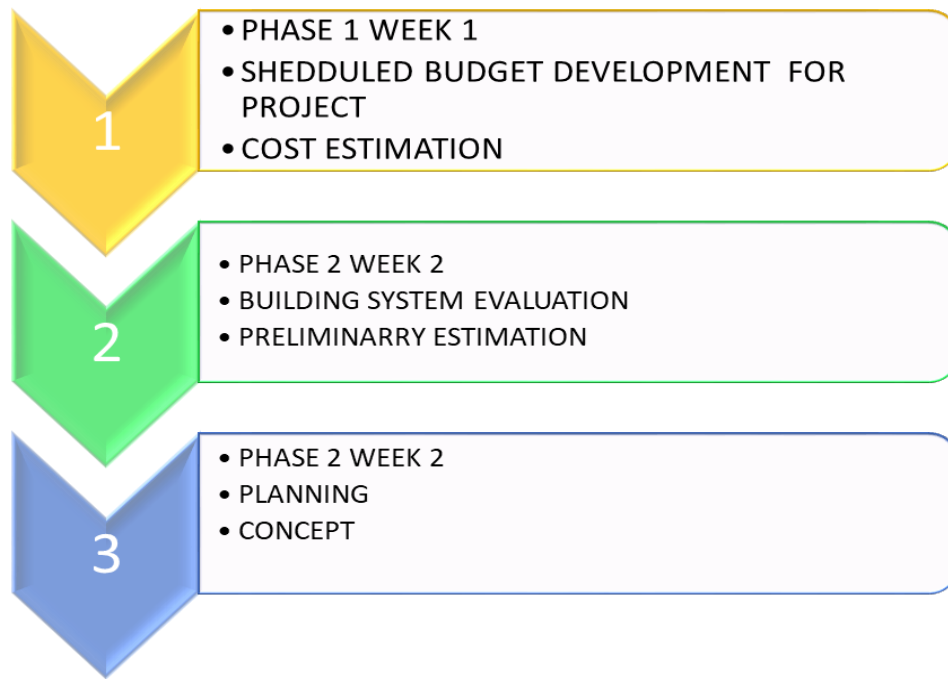 1
• PHASE 1 WEEK 1
• SHEDDULED BUDGET DEVELOPMENT FOR
PROJECT
• COST ESTIMATION
2
• PHASE 2 WEEK 2
• BUILDING SYSTEM EVALUATION
• PRELIMINARRY ESTIMATION
3
• PHASE 2 WEEK 2
• PLANNING
• CONCEPT